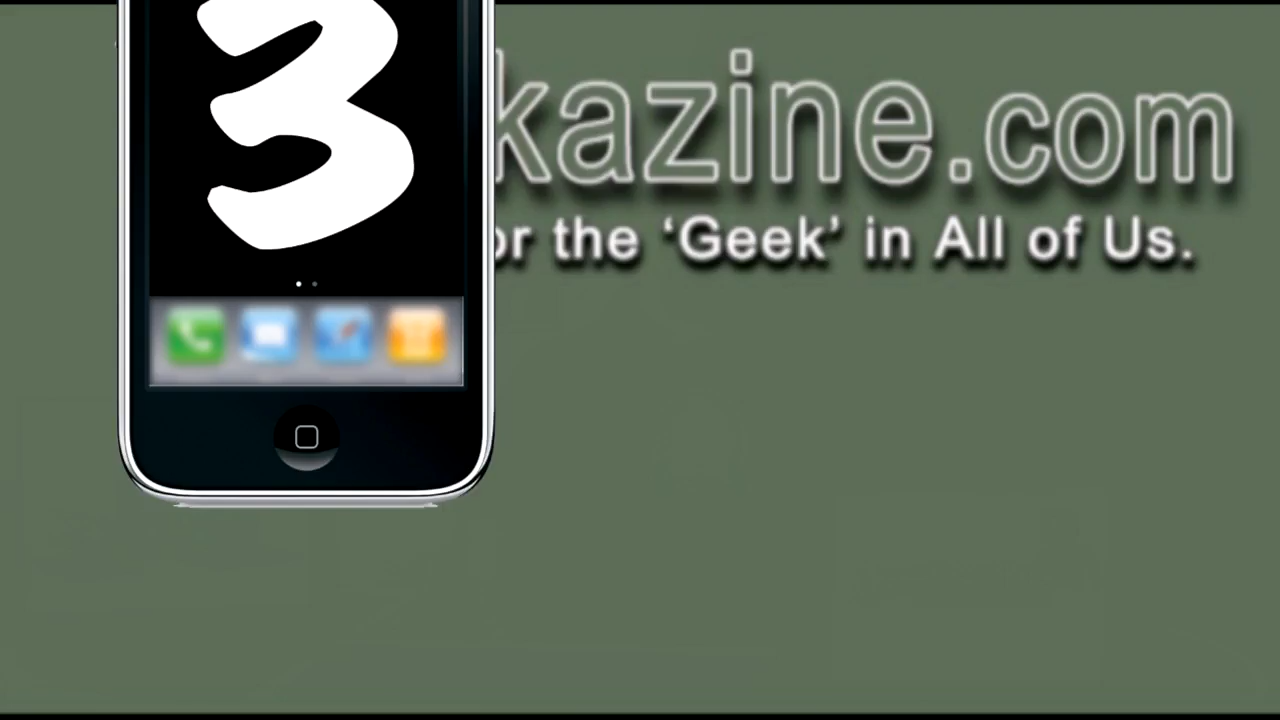 3
kazine.com
or the ‘Geek’ in All of Us.